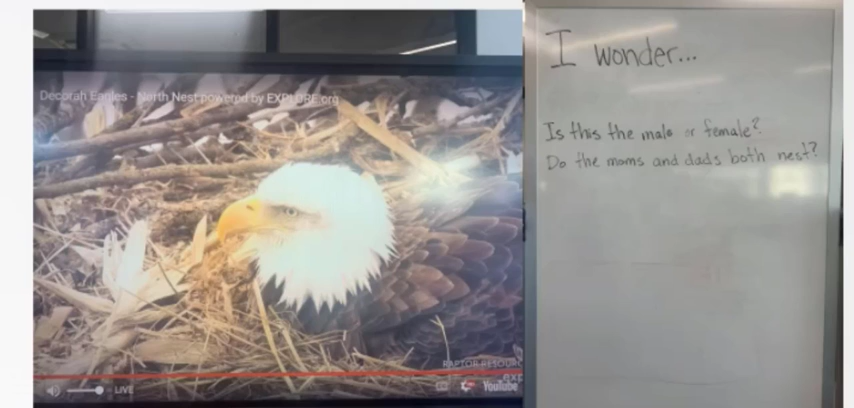 Decorah Eagles - North Nest powered by EXPLORE.org
LIVE
YouTube
I wonder...
Is this the male or female?
Do the moms and dads both nest?